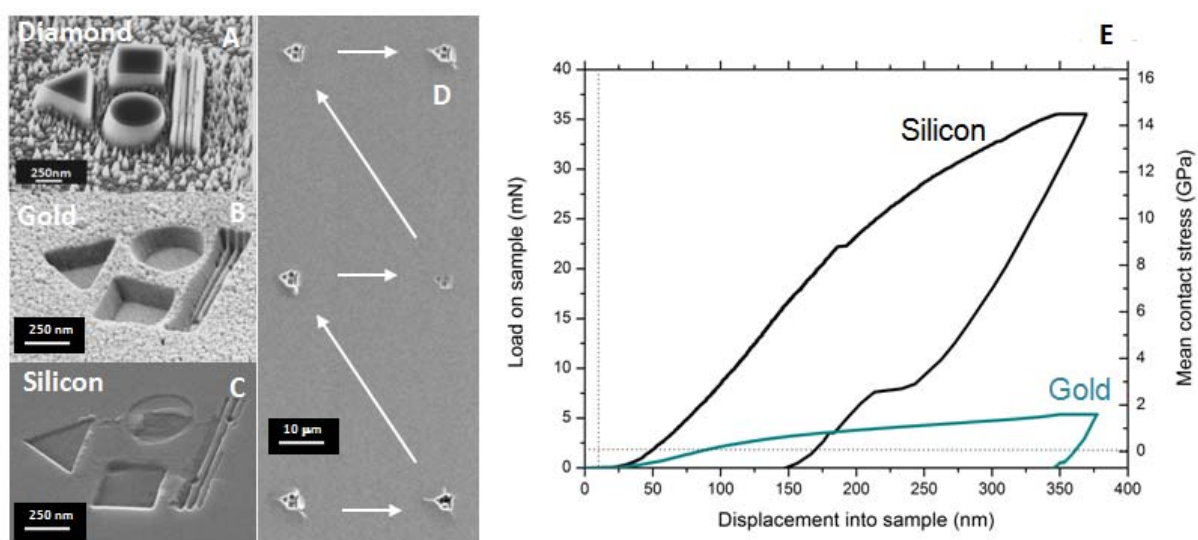 Diamond
A
250nm
Gold
B
250 nm
Silicon
C
250 nm
D
10 µm
E
Load on sample (mN)
40
35
30
25
20
15
10
5
0
Silicon
Gold
16
14
12
10
8
6
4
2
0
Mean contact stress (GPa)
0 50 100 150 200 250 300 350 400
Displacement into sample (nm)